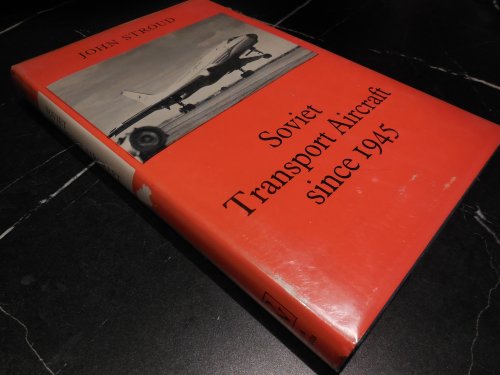 JOHN STROUD
Soviet
Transport Aircraft
since 1945